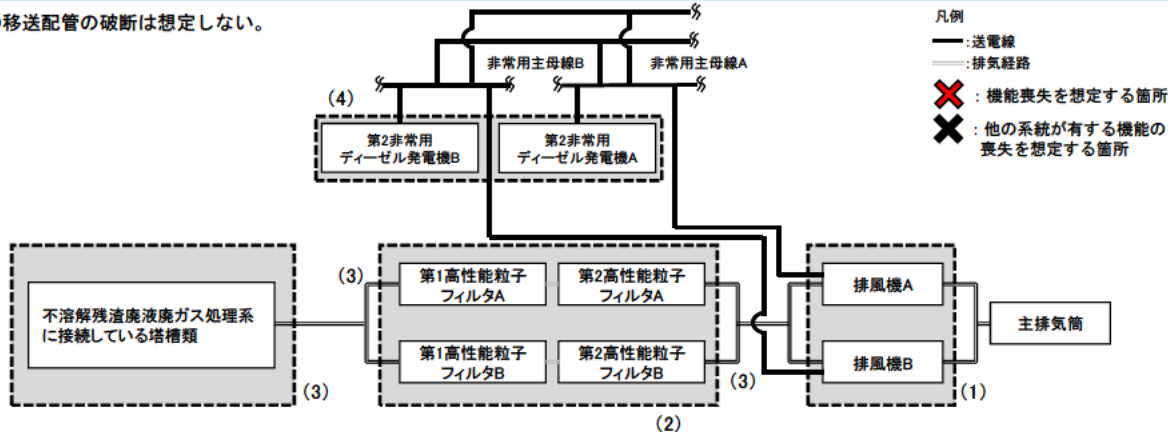 移送配管の破断は想定しない。
凡例
:送電線
:排気経路
:機能喪失を想定する箇所
:他の系統が有する機能の
喪失を想定する箇所
非常用主母線B
非常用主母線A
(4)
第2非常用
ディーゼル発電機B
第2非常用
ディーゼル発電機A
不溶解残渣廃液廃ガス処理系
に接続している塔槽類
(3)
(3)
第1高性能粒子
フィルタA
第2高性能粒子
フィルタA
第1高性能粒子
フィルタB
第2高性能粒子
フィルタB
(3)
(2)
排風機A
排風機B
(1)
主排気筒